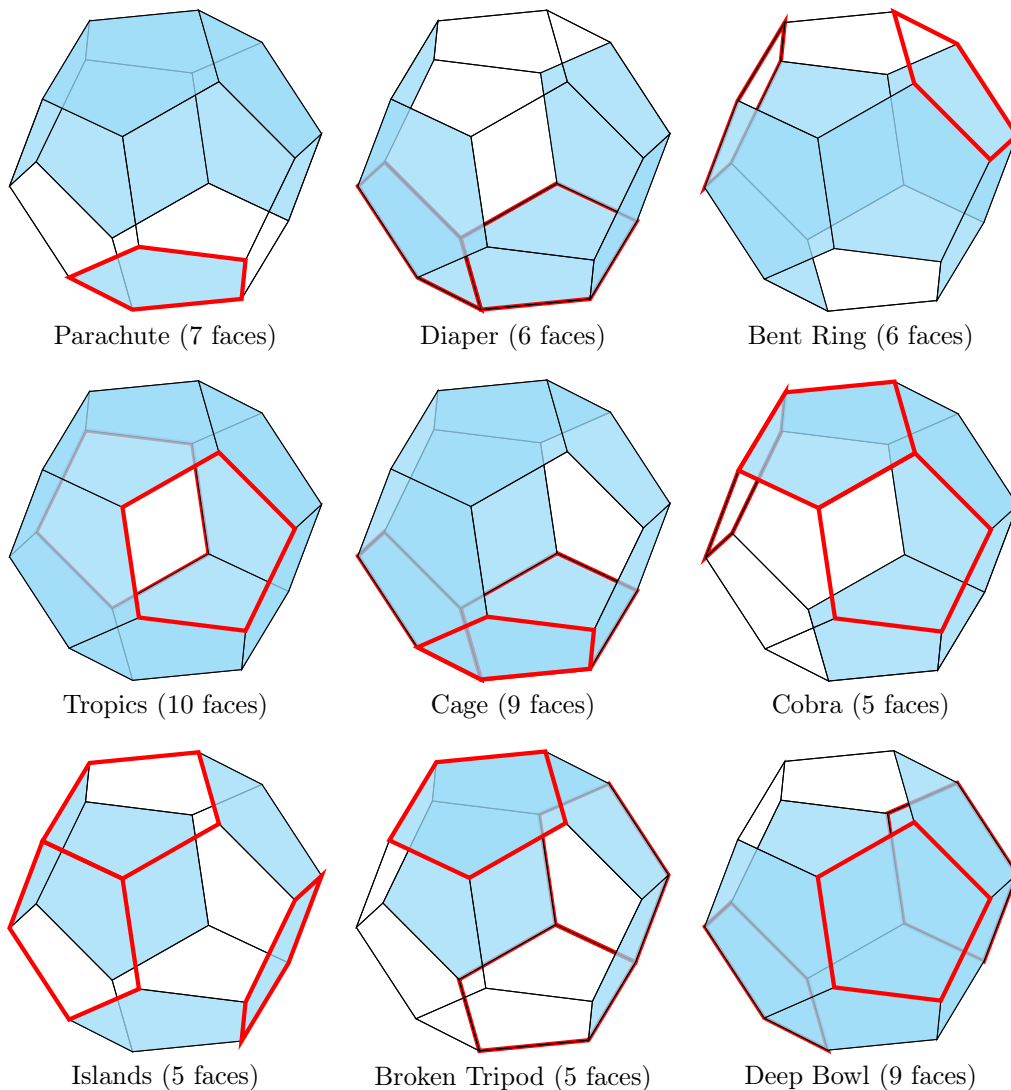 Parachute (7 faces)
Diaper (6 faces)
Bent Ring (6 faces)
Tropics (10 faces)
Cage (9 faces)
Cobra (5 faces)
Islands (5 faces)
Broken Tripod (5 faces)
Deep Bowl (9 faces)